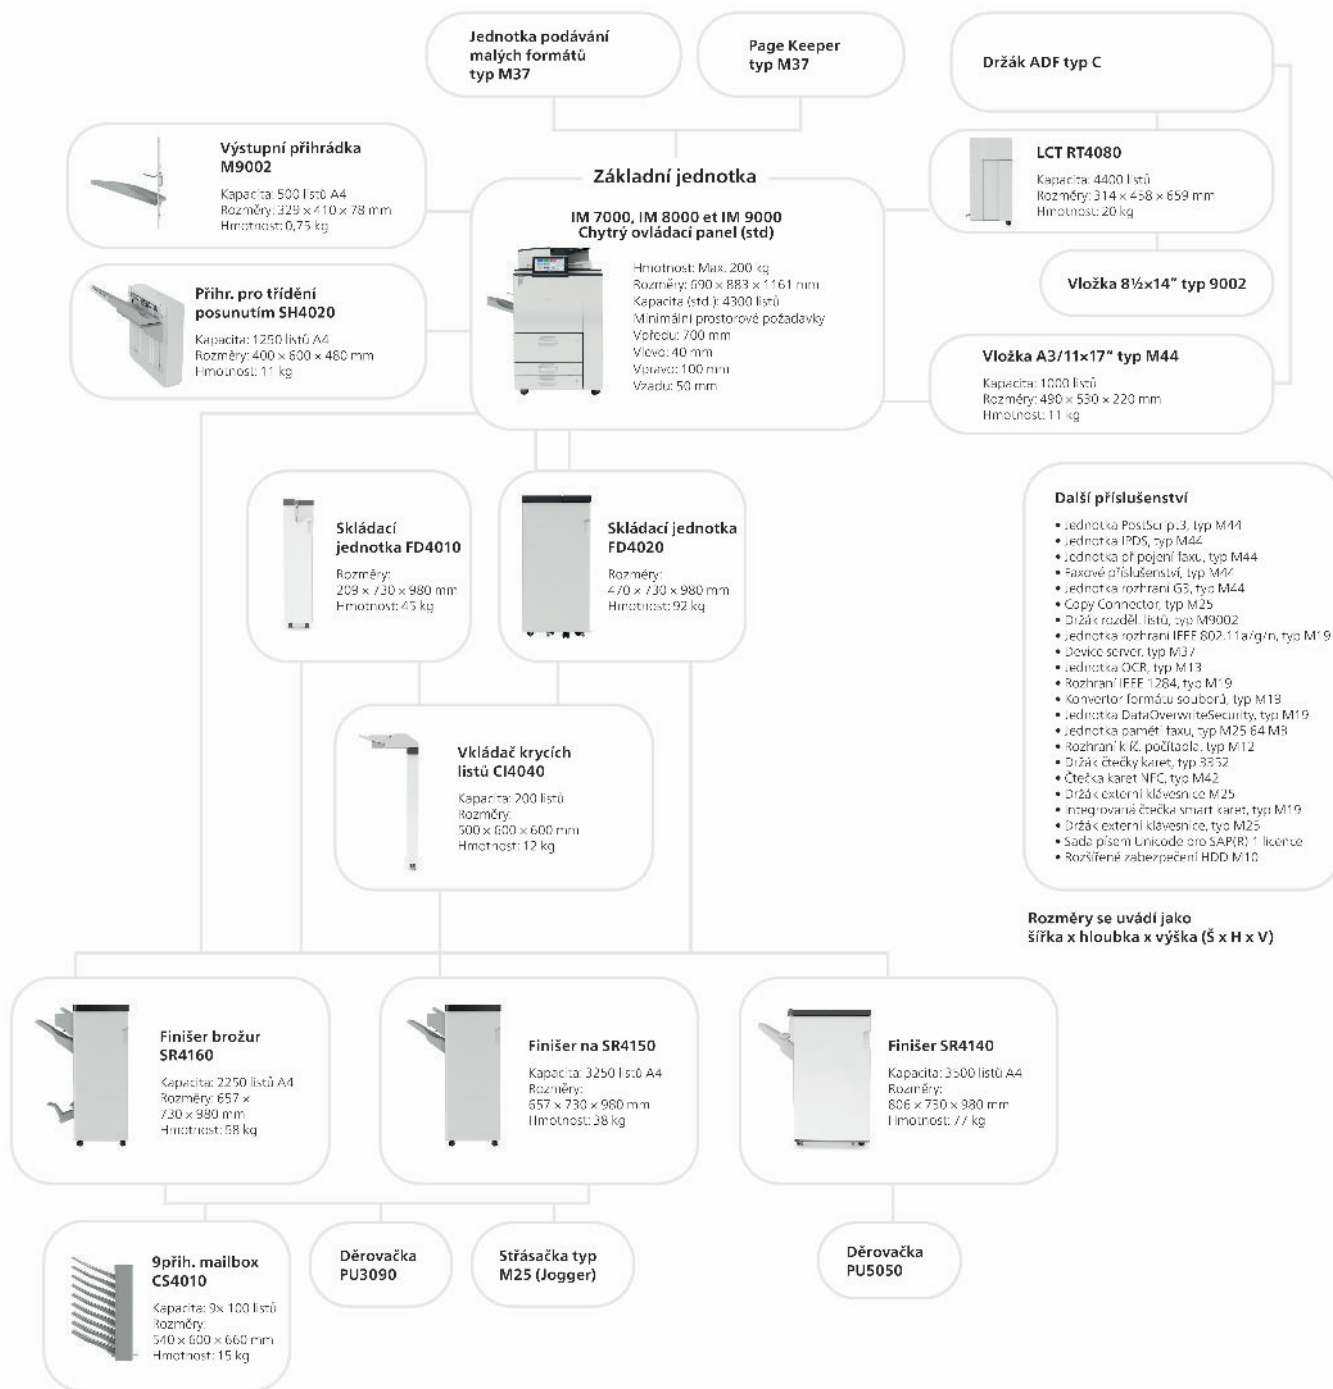 Jednotka podávání
malých formátů
typ M37
Page Keeper
typ M37
Držák ADF typ C
Výstupní přihrádka
M9002
Kapacita: 500 listů A4
Rozměry: 329 × 410 × 78 mm
Hmotnost: 0,75 kg
Přihr. pro třídění
posunutím SH4020
Kapacita: 1250 listů A4
Rozměry: 400 × 600 × 480 mm
Hmotnost: 11 kg
Základní jednotka
IM 7000, IM 8000 et IM 9000
Chytrý ovládací panel (std)
Hmotnost: Max. 200 kg
Rozměry: 690 × 883 × 1161 mm
Kapacita (std.): 4300 listů
Minimální prostorové požadavky
Vpředu: 700 mm
Vlevo: 40 mm
Vpravo: 100 mm
Vzadu: 50 mm
LCT RT4080
Kapacita: 4400 listů
Rozměry: 314 × 458 × 659 mm
Hmotnost: 20 kg
Vložka 8½×14“ typ 9002
Vložka A3/11×17“ typ M44
Kapacita: 1000 listů
Rozměry: 490 × 530 × 220 mm
Hmotnost: 11 kg
Skládací
jednotka FD4010
Rozměry:
209 × 730 × 980 mm
Hmotnost: 45 kg
Skládací jednotka
FD4020
Rozměry:
470 × 730 × 980 mm
Hmotnost: 92 kg
Vkládač krycích
listů CI4040
Kapacita: 200 listů
Rozměry:
500 × 600 × 600 mm
Hmotnost: 12 kg
Další příslušenství
• Jednotka PostScript3, typ M44
• Jednotka IPDS, typ M44
• Jednotka připojení faxu, typ M44
• Faxové příslušenství, typ M44
• Jednotka rozhraní G3, typ M44
• Copy Connector, typ M25
• Držák rozděl. listů, typ M9002
• Jednotka rozhraní IEEE 802.11a/g/n, typ M19
• Device server, typ M37
• Jednotka OCR, typ M13
• Rozhraní IEEE 1284, typ M19
• Konvertor formátu souborů, typ M19
• Jednotka DataOverwriteSecurity, typ M19
• Jednotka paměti faxu, typ M25 64 MB
• Rozhraní klíč. počítadla, typ M12
• Držák čtečky karet, typ 3352
• Čtečka karet NFC, typ M42
• Držák externí klávesnice M25
• Integrovaná čtečka smart karet, typ M19
• Držák externí klávesnice, typ M25
• Sada písem Unicode pro SAP(R) 1 licence
• Rozšířené zabezpečení HDD M10
Rozměry se uvádí jako
šířka x hloubka x výška (Š x H x V)
Finišer brožur
SR4160
Kapacita: 2250 listů A4
Rozměry: 657 ×
730 × 980 mm
Hmotnost: 58 kg
Finišer na SR4150
Kapacita: 3250 listů A4
Rozměry:
657 × 730 × 980 mm
Hmotnost: 38 kg
Finišer SR4140
Kapacita: 3500 listů A4
Rozměry:
806 × 730 × 980 mm
Hmotnost: 77 kg
9přih. mailbox
CS4010
Kapacita: 9× 100 listů
Rozměry:
540 × 600 × 660 mm
Hmotnost: 15 kg
Děrovačka
PU3090
Střásačka typ
M25 (Jogger)
Děrovačka
PU5050